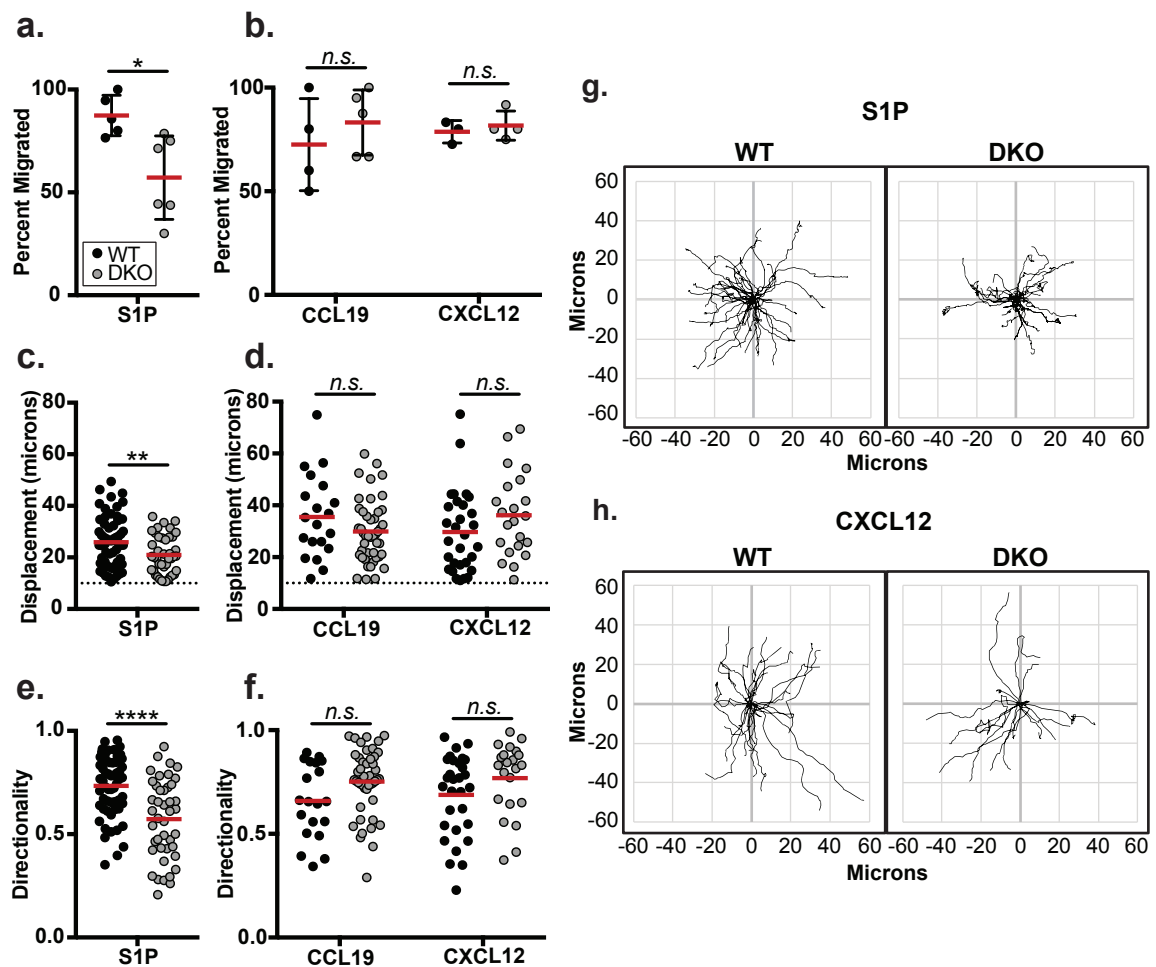 a.
*
100
50
0
Percent Migrated
WT
DKO
S1P
b.
n.s.
n.s.
100
50
0
Percent Migrated
CCL19
CXCL12
c.
**
80
60
40
20
0
Displacement (microns)
S1P
d.
n.s.
n.s.
80
60
40
20
0
Displacement (microns)
CCL19
CXCL12
e.
****
1.0
0.5
0.0
Directionality
S1P
f.
n.s.
n.s.
1.0
0.5
0.0
Directionality
CCL19
CXCL12
g.
S1P
WT DKO
60
40
20
0
-20
-40
-60
Microns
-60 -40 -20 0 20 40 60 -60 -40 -20 0 20 40 60
Microns
h.
CXCL12
WT DKO
60
40
20
0
-20
-40
-60
Microns
-60 -40 -20 0 20 40 60 -60 -40 -20 0 20 40 60
Microns